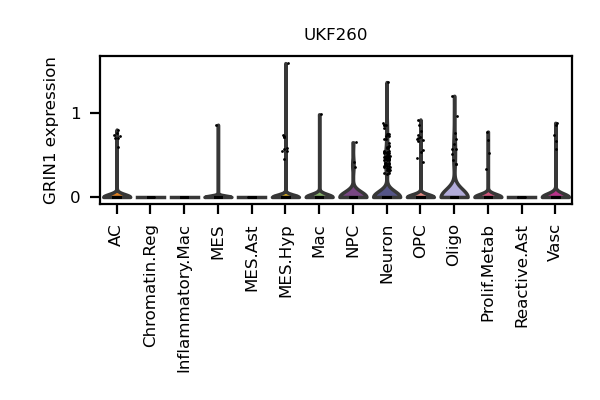 UKF260
GRIN1 expression
1
0
AC
Chromatin.Reg
Inflammatory.Mac
MES
MES.Ast
MES.Hyp
Mac
NPC
Neuron
OPC
Oligo
Prolif.Metab
Reactive.Ast
Vasc